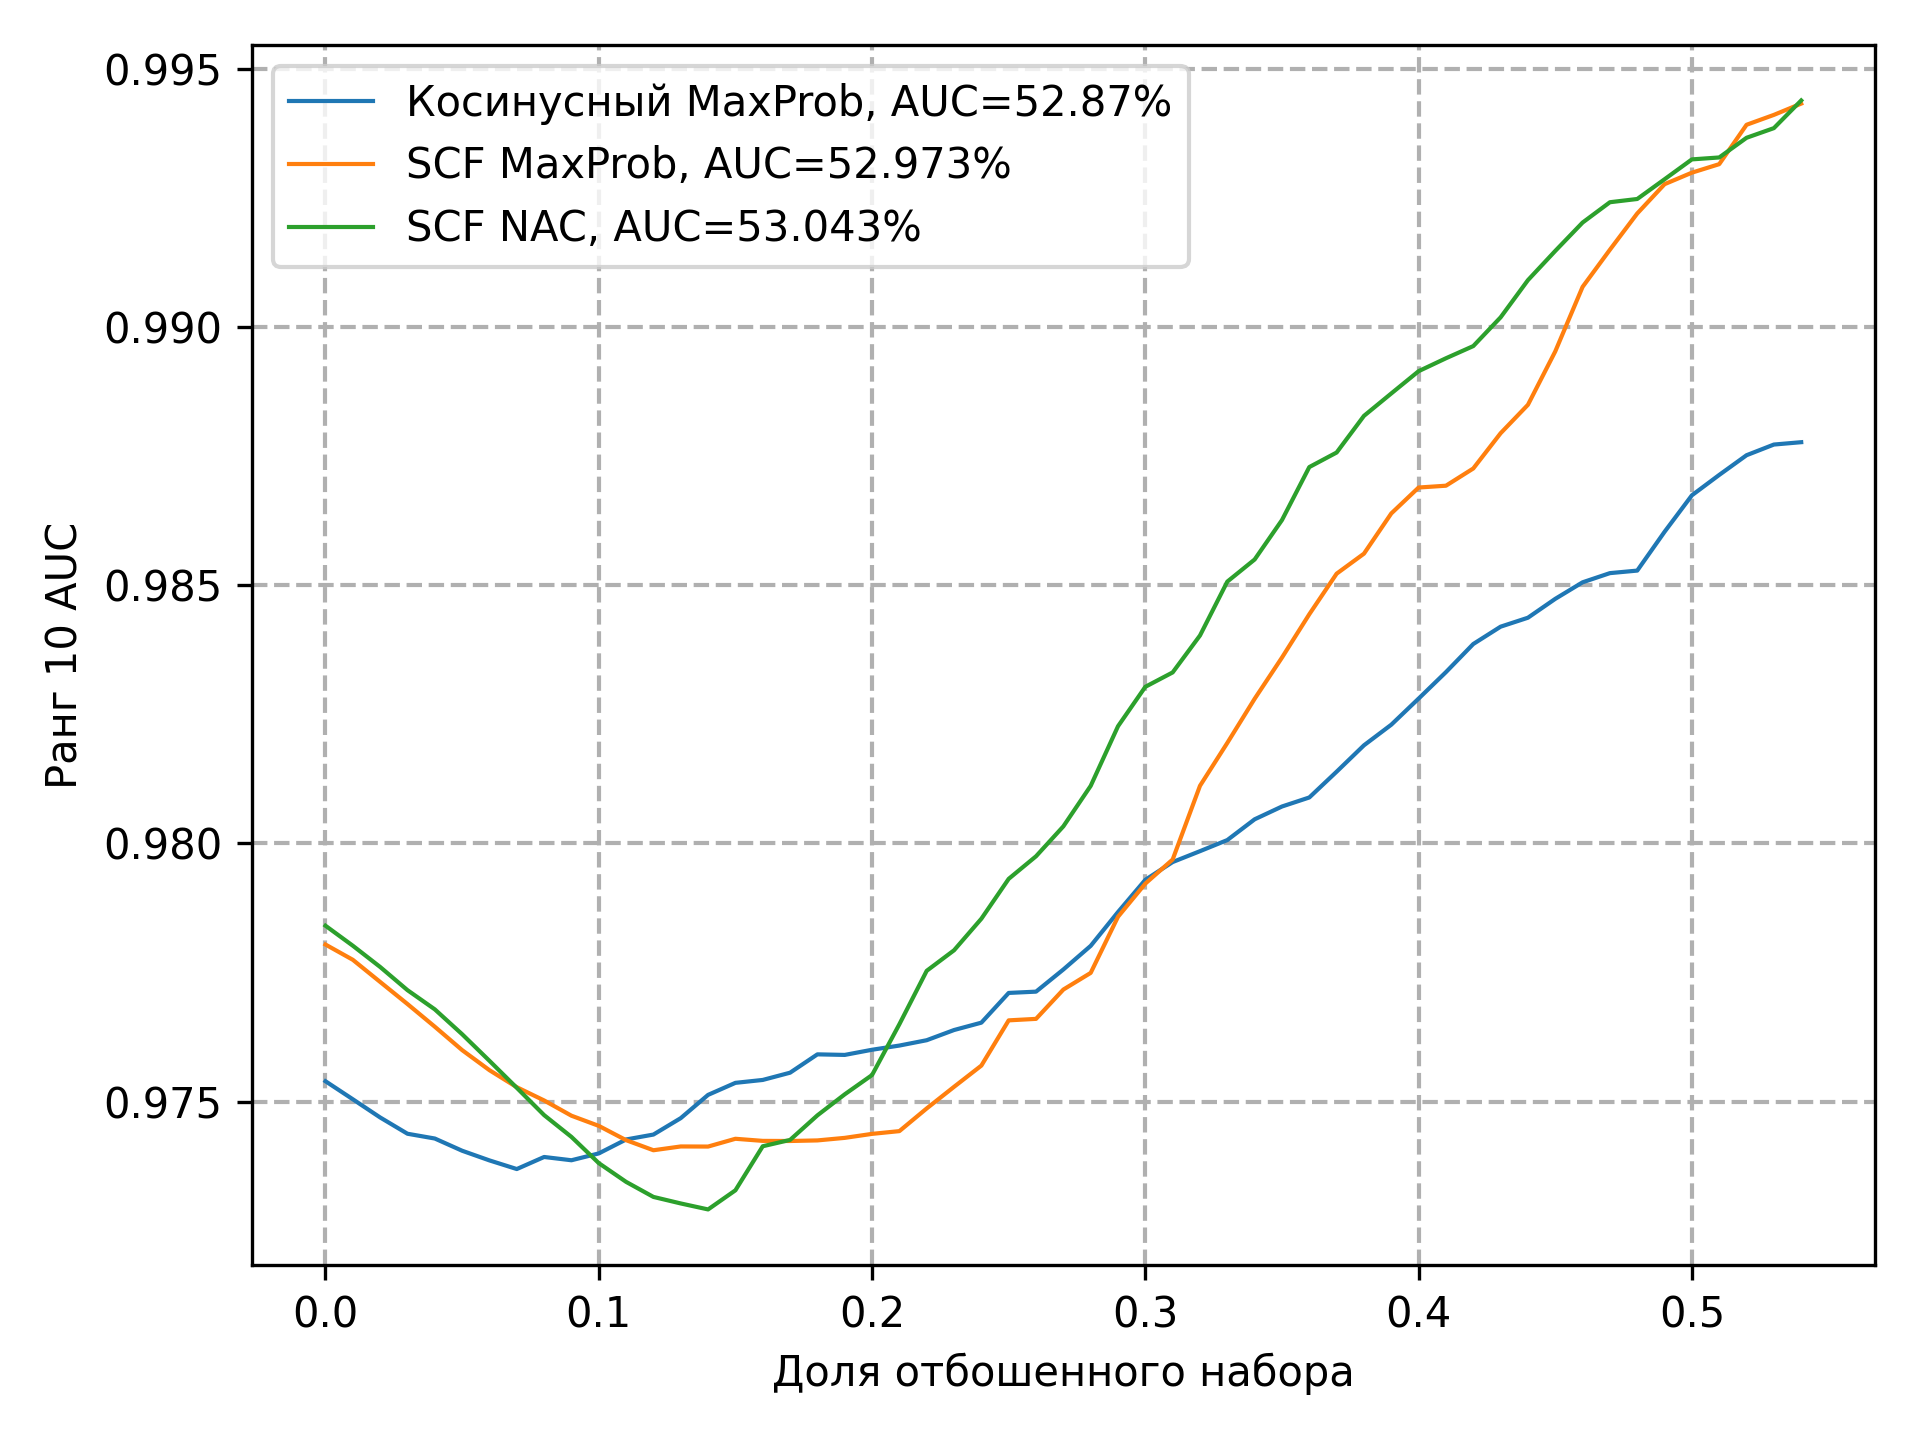 Косинусный MaxProb, AUC=52.87%
SCF MaxProb, AUC=52.973%
SCF NAC, AUC=53.043%
Ранг 10 AUC
0.995
0.990
0.985
0.980
0.975
0.0 0.1 0.2 0.3 0.4 0.5
Доля отбошенного набора